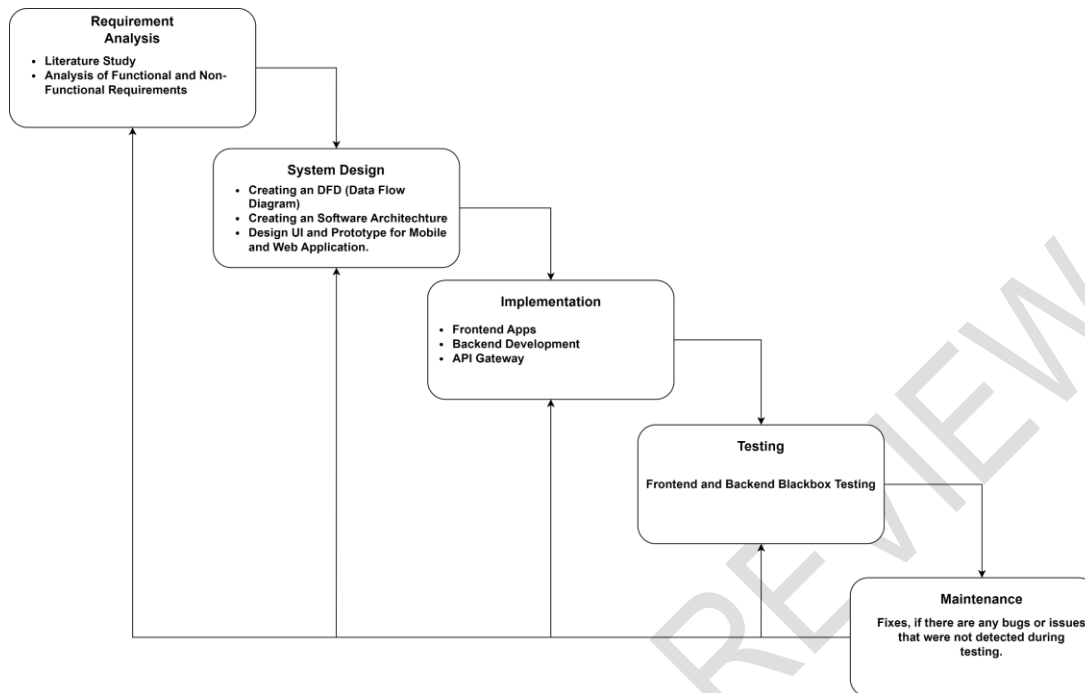 Requirement
Analysis
• Literature Study
• Analysis of Functional and Non-
Functional Requirements
System Design
• Creating an DFD (Data Flow
Diagram)
• Creating an Software Architechture
• Design UI and Prototype for Mobile
and Web Application.
Implementation
• Frontend Apps
• Backend Development
• API Gateway
Testing
Frontend and Backend Blackbox Testing
Maintenance
Fixes, if there are any bugs or issues
that were not detected during
testing.
REVIEW